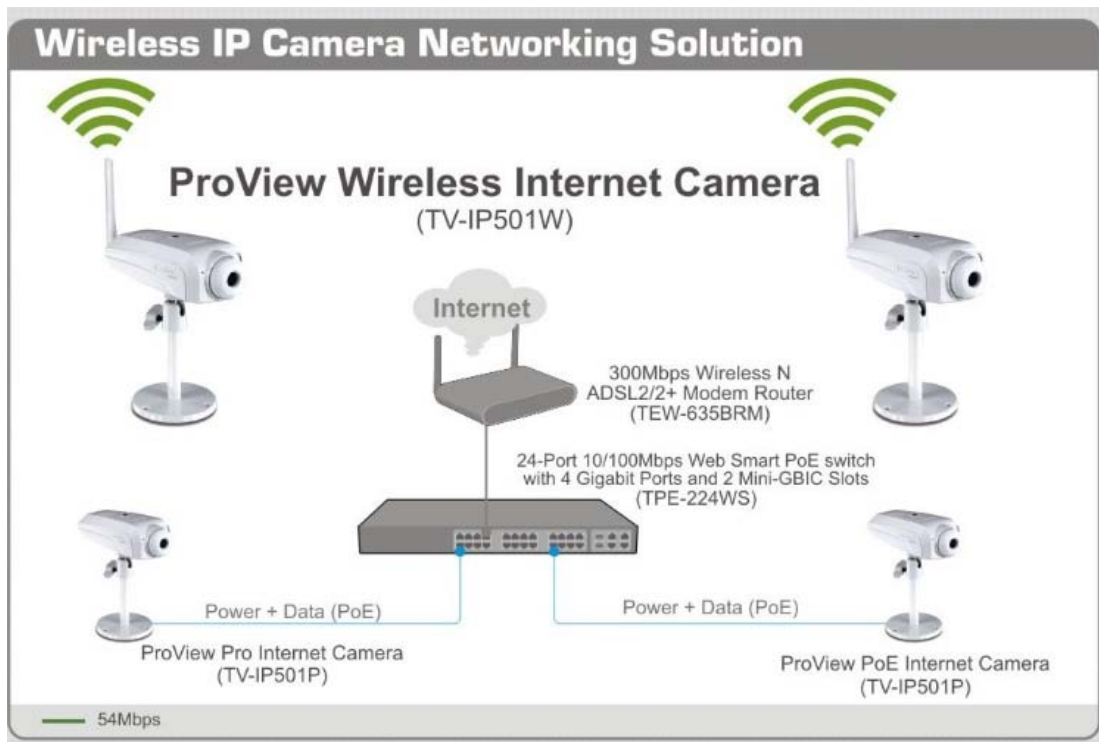 Wireless IP Camera Networking Solution
ProView Wireless Internet Camera
(TV-IP501W)
Internet
300Mbps Wireless N
ADSL2/2+ Modem Router
(TEW-635BRM)
24-Port 10/100Mbps Web Smart PoE switch
with 4 Gigabit Ports and 2 Mini-GBIC Slots
(TPE-224WS)
Power + Data (PoE)
Power + Data (PoE)
ProView Pro Internet Camera
(TV-IP501P)
ProView PoE Internet Camera
(TV-IP501P)
54Mbps